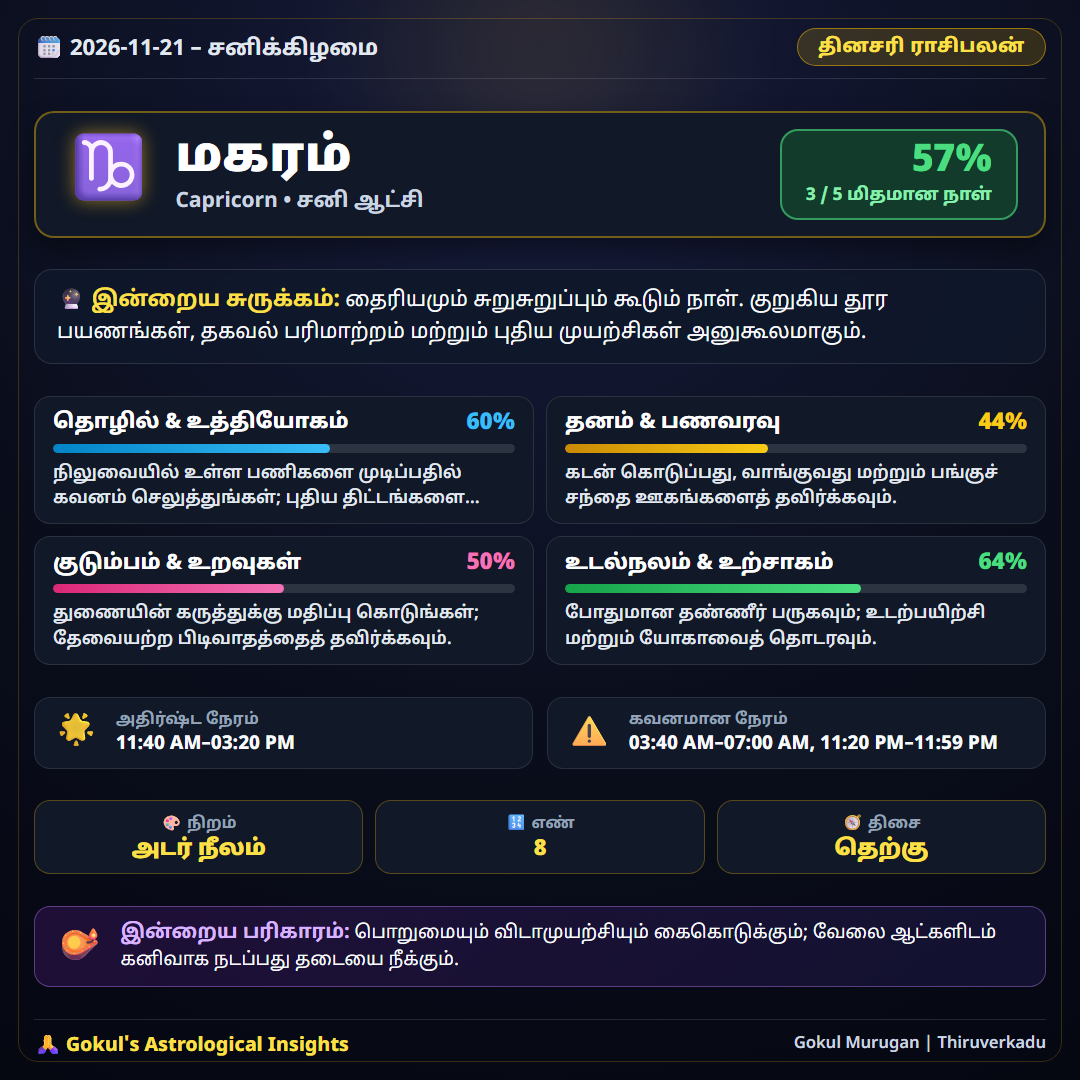 2026-11-21 – சனிக்கிழமை
தினசரி ராசிபலன்
மகரம்
Capricorn • சனி ஆட்சி
57%
3 / 5 மிதமான நாள்
இன்றைய சுருக்கம்: தைரியமும் சுறுசுறுப்பும் கூடும் நாள். குறுகிய தூர
பயணங்கள், தகவல் பரிமாற்றம் மற்றும் புதிய முயற்சிகள் அனுகூலமாகும்.
தொழில் & உத்தியோகம் 60%
நிலுவையில் உள்ள பணிகளை முடிப்பதில்
கவனம் செலுத்துங்கள்; புதிய திட்டங்களை...
தனம் & பணவரவு 44%
கடன் கொடுப்பது, வாங்குவது மற்றும் பங்குச்
சந்தை ஊகங்களைத் தவிர்க்கவும்.
குடும்பம் & உறவுகள் 50%
துணையின் கருத்துக்கு மதிப்பு கொடுங்கள்;
தேவையற்ற பிடிவாதத்தைத் தவிர்க்கவும்.
உடல்நலம் & உற்சாகம் 64%
போதுமான தண்ணீர் பருகவும்; உடற்பயிற்சி
மற்றும் யோகாவைத் தொடரவும்.
அதிர்ஷ்ட நேரம்
11:40 AM–03:20 PM
கவனமான நேரம்
03:40 AM–07:00 AM, 11:20 PM–11:59 PM
நிறம்
அடர் நீலம்
எண்
8
திசை
தெற்கு
இன்றைய பரிகாரம்: பொறுமையும் விடாமுயற்சியும் கைகொடுக்கும்; வேலை ஆட்களிடம்
கனிவாக நடப்பது தடையை நீக்கும்.
Gokul's Astrological Insights
Gokul Murugan | Thiruverkadu